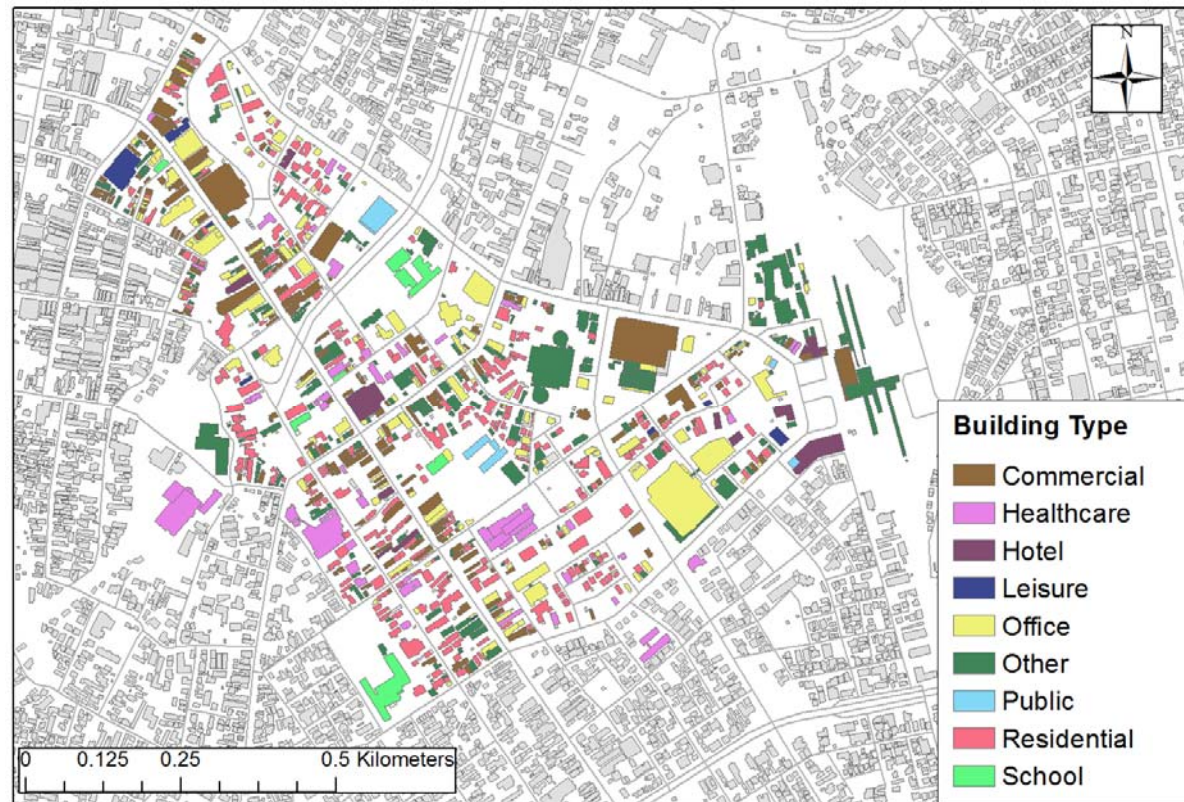 N
Building Type
Commercial
Healthcare
Hotel
Leisure
Office
Other
Public
Residential
School
0 0.125 0.25 0.5 Kilometers